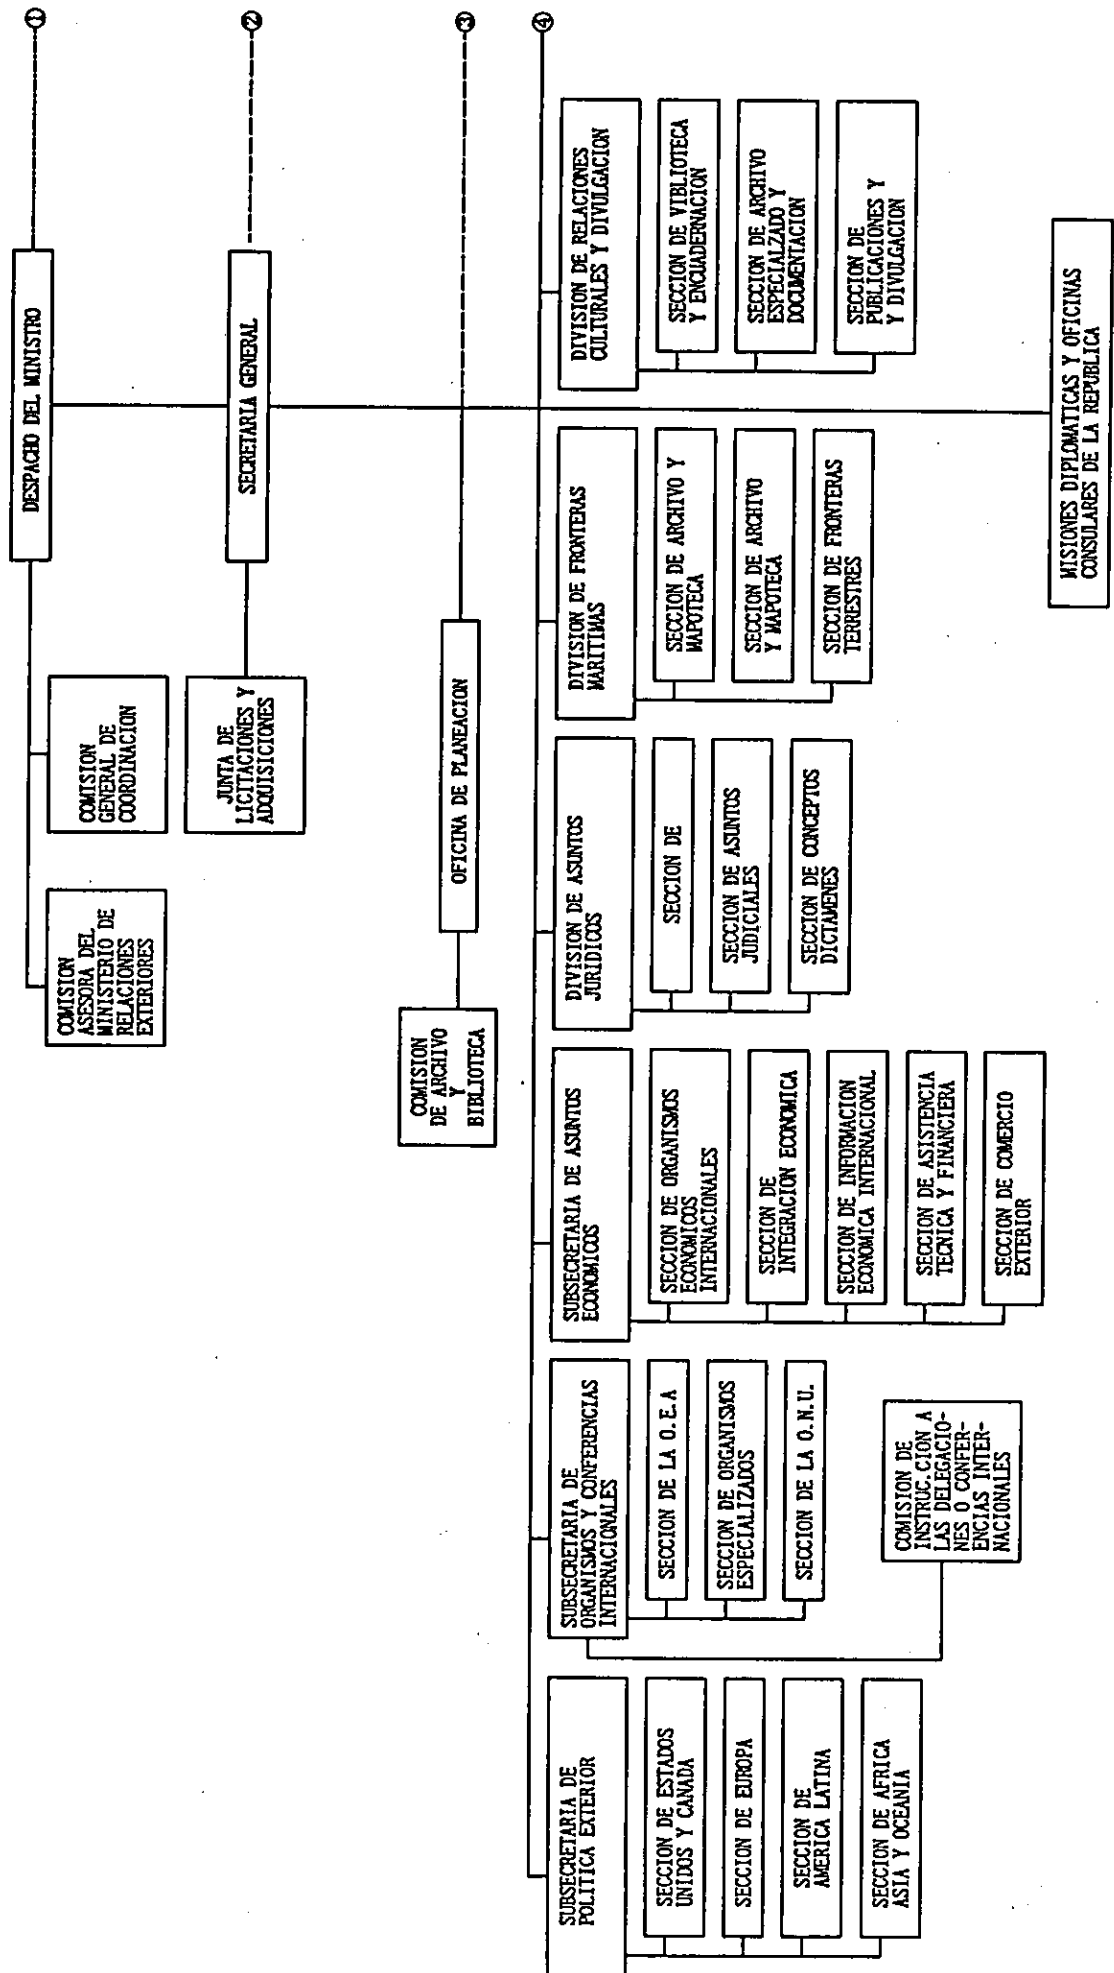 ①
DESPACHO DEL MINISTRO
COMISION
ASESORA DEL
MINISTERIO DE
RELACIONES
EXTERIORES
COMISION
GENERAL DE
COORDINACION
②
SECRETARIA GENERAL
JUNTA DE
LICITACIONES Y
ADQUISICIONES
③
OFICINA DE PLANEACION
COMISION
DE ARCHIVO
Y
BIBLIOTECA
④
SUBSECRETARIA DE
POLITICA EXTERIOR
SECCION DE ESTADOS
UNIDOS Y CANADA
SECCION DE EUROPA
SECCION DE
AMERICA LATINA
SECCION DE AFRICA
ASIA Y OCEANIA
SUBSECRETARIA DE
ORGANISMOS Y CONFERENCIAS
INTERNACIONALES
SECCION DE LA O.E.A
SECCION DE ORGANISMOS
ESPECIALIZADOS
SECCION DE LA O.N.U.
COMISION DE
INSTRUC.CION A
LAS DELEGACIO-
NES O CONFER-
ENCIAS INTER-
NACIONALES
SUBSECRETARIA DE ASUNTOS
ECONOMICOS
SECCION DE ORGANISMOS
ECONOMICOS
INTERNACIONALES
SECCION DE
INTEGRACION ECONOMICA
SECCION DE INFORMACION
ECONOMICA INTERNACIONAL
SECCION DE ASISTENCIA
TECNICA Y FINANCIERA
SECCION DE COMERCIO
EXTERIOR
DIVISION DE ASUNTOS
JURIDICOS
SECCION DE
SECCION DE ASUNTOS
JUDICIALES
SECCION DE CONCEPTOS
DICTAMENES
DIVISION DE FRONTERAS
MARITIMAS
SECCION DE ARCHIVO Y
MAPOTECA
SECCION DE ARCHIVO
Y MAPOTECA
SECCION DE FRONTERAS
TERRESTRES
DIVISION DE RELACIONES
CULTURALES Y DIVULGACION
SECCION DE VIBLIOTECA
Y ENCUADERNACION
SECCION DE ARCHIVO
ESPECIALZADO Y
DOCUMENTACION
SECCION DE
PUBLICACIONES Y
Y DIVULGACION
MISIONES DIPLOMATICAS Y OFICINAS
CONSULARES DE LA REPUBLICA